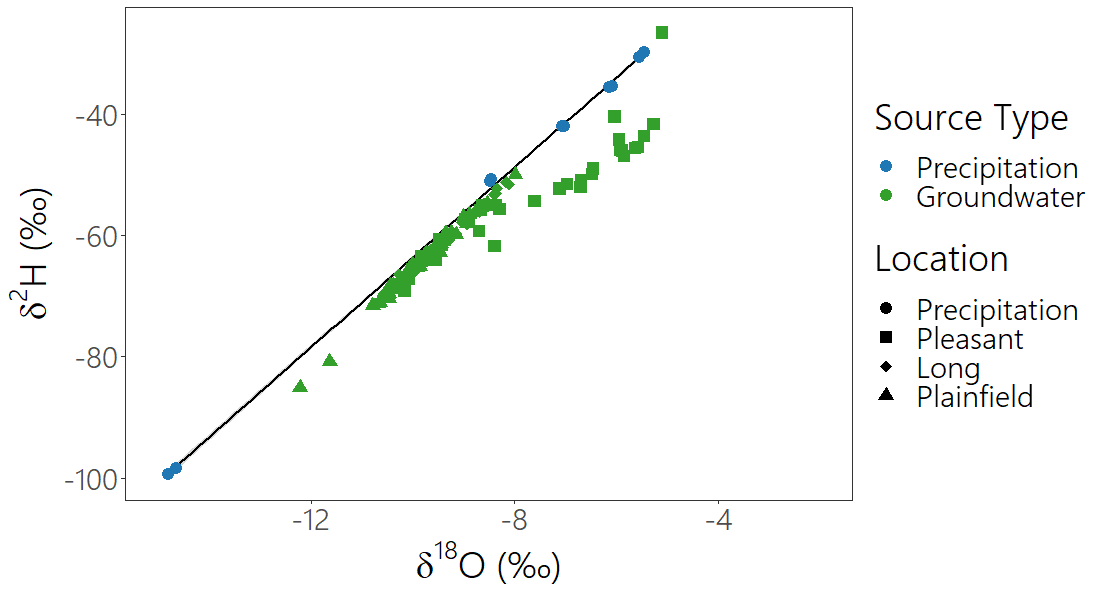 δ²H (‰)
-40
-60
-80
-100
-12
-8
-4
δ¹⁸O (‰)
Source Type
Precipitation
Groundwater
Location
Precipitation
Pleasant
Long
Plainfield